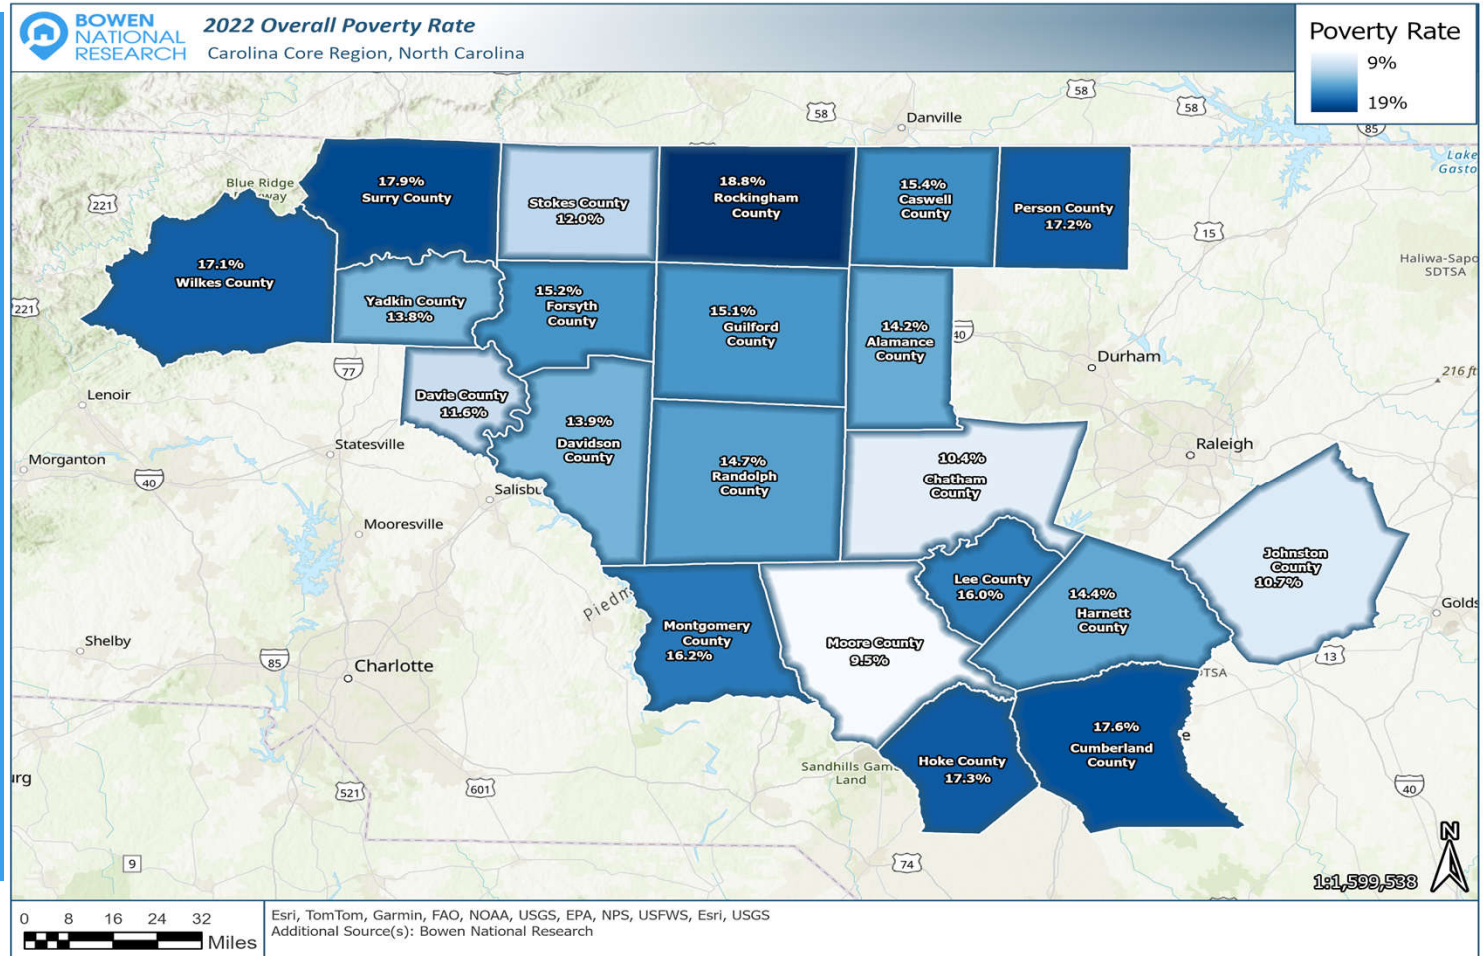 BOWEN
NATIONAL
RESEARCH
2022 Overall Poverty Rate
Carolina Core Region, North Carolina
Poverty Rate
9%
19%
58
58
58
Danville
85
Lake
Gasto
Blue Ridge
way
221
17.9%
Surry County
Stokes County
12.0%
18.8%
Rockingham
County
15.4%
Caswell
County
Person County
17.2%
15
Haliwa-Sapo
SDTSA
17.1%
Wilkes County
221
Yadkin County
13.8%
15.2%
Forsyth
County
15.1%
Guilford
County
14.2%
Alamance
County
40
Durham
77
216 ft
Lenoir
Davie County
11.6%
Statesville
13.9%
Davidson
County
14.7%
Randolph
County
10.4%
Chatham
County
Raleigh
Morganton
40
Salisbu
Mooresville
Johnston
County
10.7%
Lee County
16.0%
14.4%
Harnett
County
Golds
Piedm
Montgomery
County
16.2%
Moore County
9.5%
Shelby
85
Charlotte
13
TSA
17.6%
Cumberland
County
e
Hoke County
17.3%
Sandhills Game
Land
urg
521
601
40
9
74
N
1:1,599,538
0 8 16 24 32
Miles
Esri, TomTom, Garmin, FAO, NOAA, USGS, EPA, NPS, USFWS, Esri, USGS
Additional Source(s): Bowen National Research